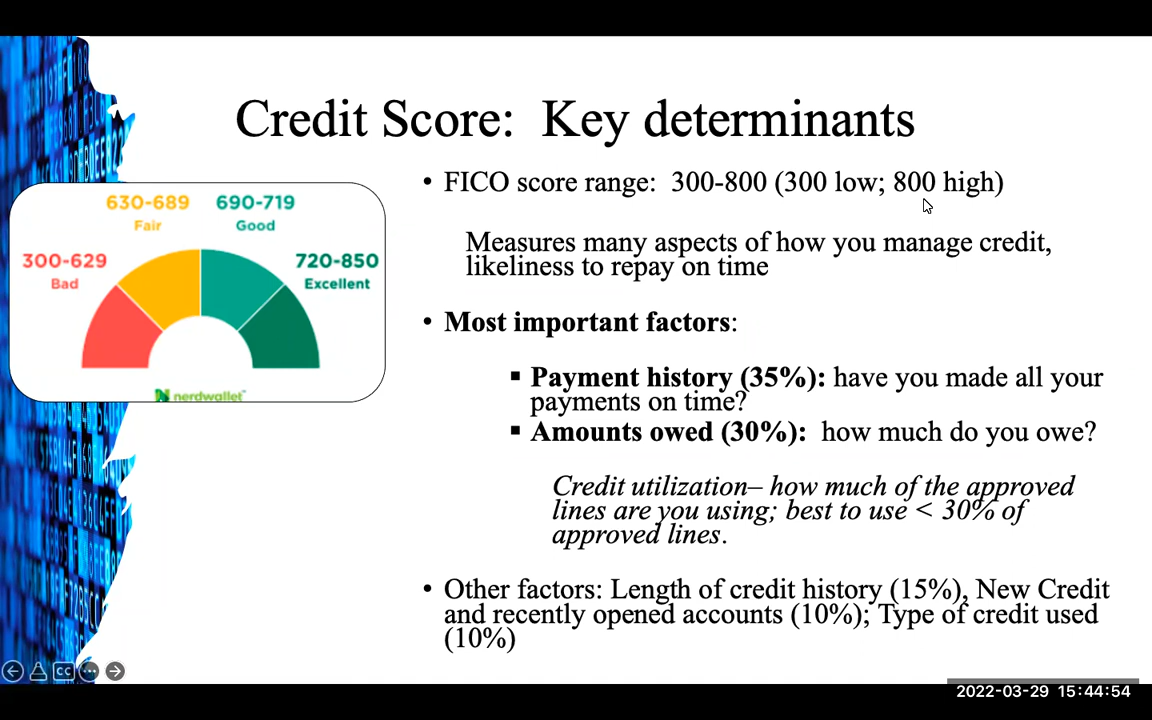 Credit Score: Key determinants
630-689
Fair
690-719
Good
300-629
Bad
720-850
Excellent
nerdwallet
• FICO score range: 300-800 (300 low; 800 high)
Measures many aspects of how you manage credit,
likeliness to repay on time
• Most important factors:
▪ Payment history (35%): have you made all your
payments on time?
▪ Amounts owed (30%): how much do you owe?
Credit utilization– how much of the approved
lines are you using; best to use < 30% of
approved lines.
• Other factors: Length of credit history (15%), New Credit
and recently opened accounts (10%); Type of credit used
(10%)
CC
2022-03-29 15:44:54